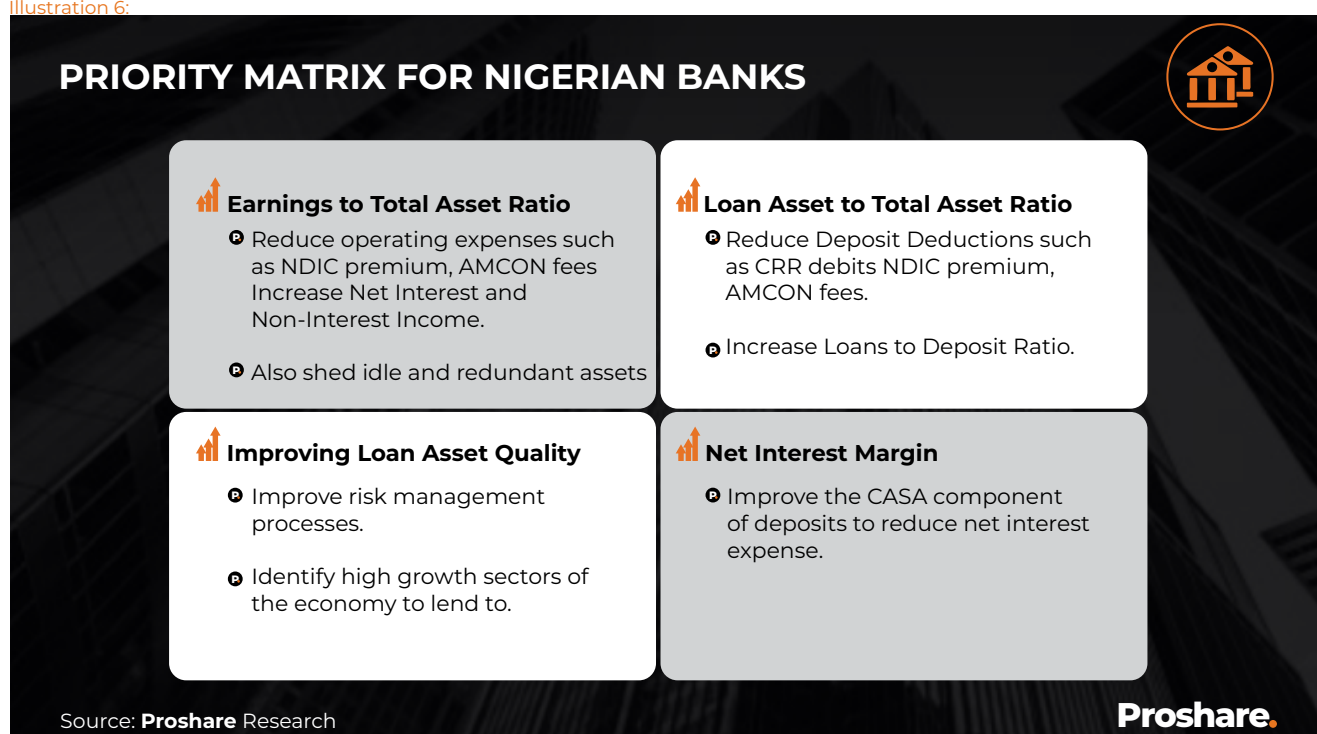 Illustration 6:
PRIORITY MATRIX FOR NIGERIAN BANKS
Earnings to Total Asset Ratio
Reduce operating expenses such
as NDIC premium, AMCON fees
Increase Net Interest and
Non-Interest Income.
Also shed idle and redundant assets
Loan Asset to Total Asset Ratio
Reduce Deposit Deductions such
as CRR debits NDIC premium,
AMCON fees.
Increase Loans to Deposit Ratio.
Improving Loan Asset Quality
Improve risk management
processes.
Identify high growth sectors of
the economy to lend to.
Net Interest Margin
Improve the CASA component
of deposits to reduce net interest
expense.
Source: Proshare Research
Proshare.